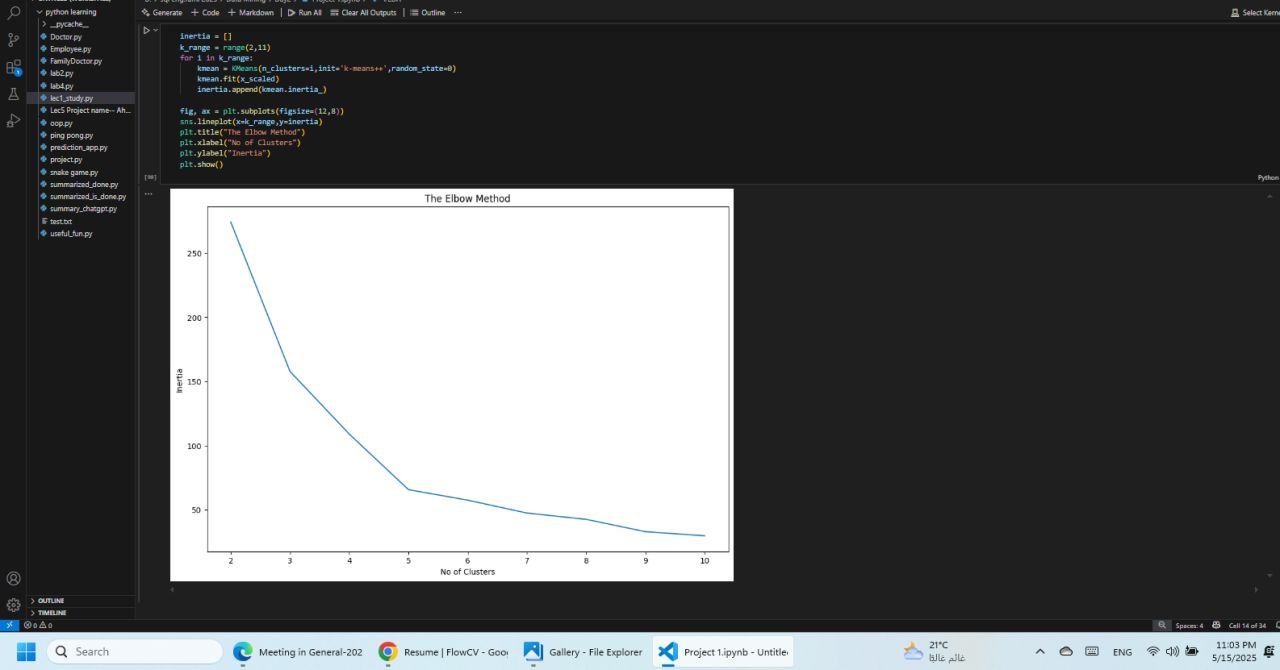 python learning
Generate + Code + Markdown Run All Clear All Outputs Outline ···
Select Kerne
__pycache__
Doctor.py
Employee.py
FamilyDoctor.py
lab2.py
lab4.py
lec1_study.py
Lec5 Project name-- Ah...
oop.py
ping pong.py
prediction_app.py
project.py
snake game.py
summarized_done.py
summarized_is_done.py
summary_chatgpt.py
test.txt
useful_fun.py
OUTLINE
TIMELINE
inertia = []
k_range = range(2,11)
for i in k_range:
kmean = KMeans(n_clusters=i,init='k-means++',random_state=0)
kmean.fit(x_scaled)
inertia.append(kmean.inertia_)
fig, ax = plt.subplots(figsize=(12,8))
sns.lineplot(x=k_range,y=inertia)
plt.title("The Elbow Method")
plt.xlabel("No of Clusters")
plt.ylabel("Inertia")
plt.show()
Python
The Elbow Method
250
200
150
100
50
Inertia
2 3 4 5 6 7 8 9 10
No of Clusters
0 0
Spaces: 4 Cell 14 of 34
Search
Meeting in General-202
Resume | FlowCV - Goo
Gallery - File Explorer
Project 1.ipynb - Untitle
21°C
غائم غالبًا
ENG
11:03 PM
5/15/2025